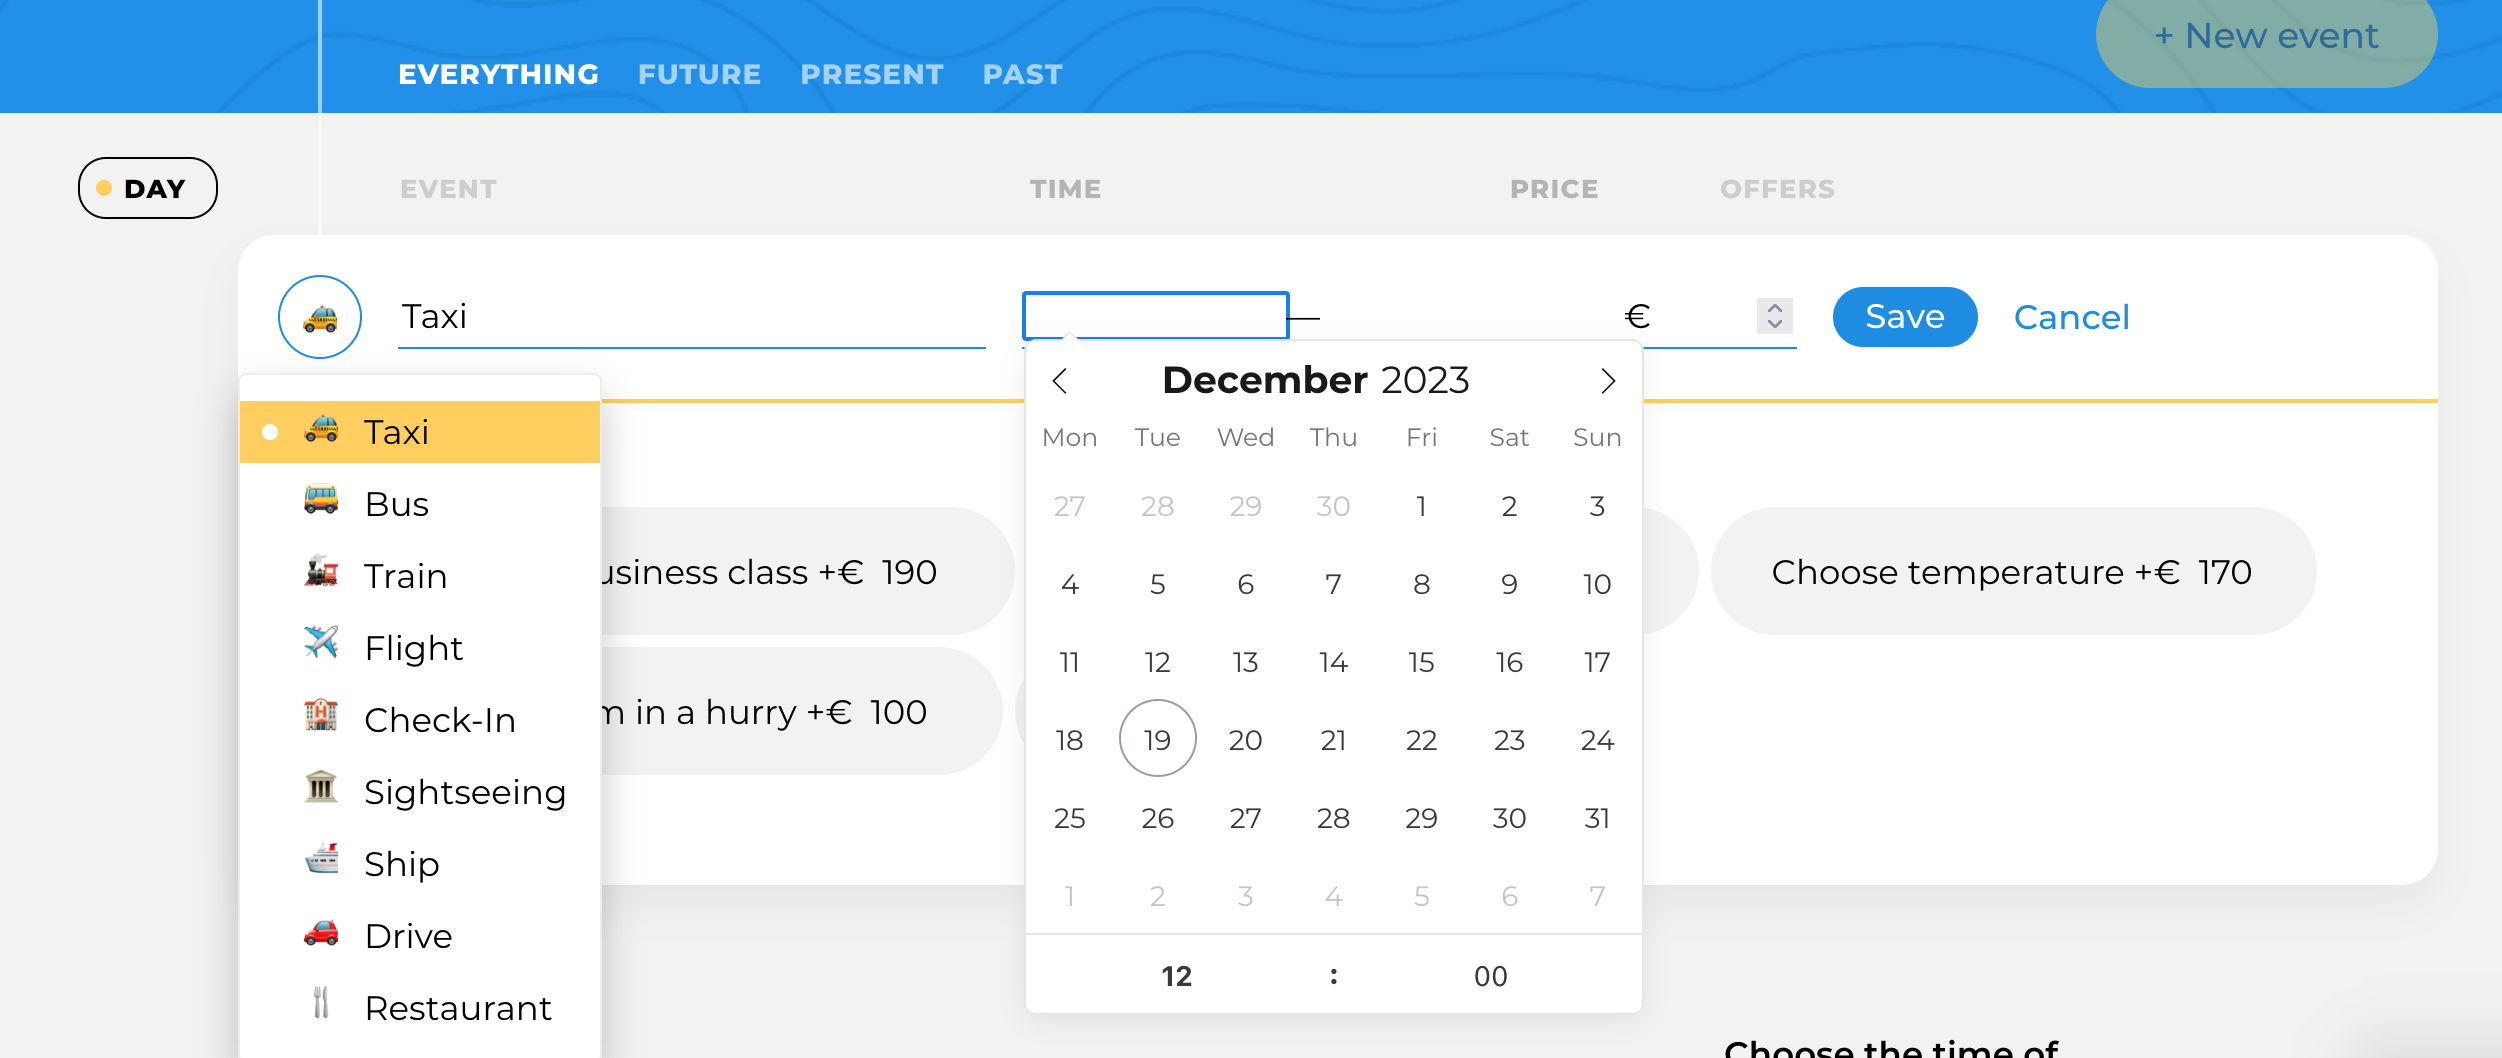 + New event
EVERYTHING FUTURE PRESENT PAST
DAY EVENT TIME PRICE OFFERS
Taxi — € Save Cancel
Taxi
Bus
Train
Flight
Check-In
Sightseeing
Ship
Drive
Restaurant
class +€ 190
in a hurry +€ 100
Choose temperature +€ 170
December 2023
Mon Tue Wed Thu Fri Sat Sun
27 28 29 30 1 2 3
4 5 6 7 8 9 10
11 12 13 14 15 16 17
18 19 20 21 22 23 24
25 26 27 28 29 30 31
1 2 3 4 5 6 7
12 : 00
Choose the time of